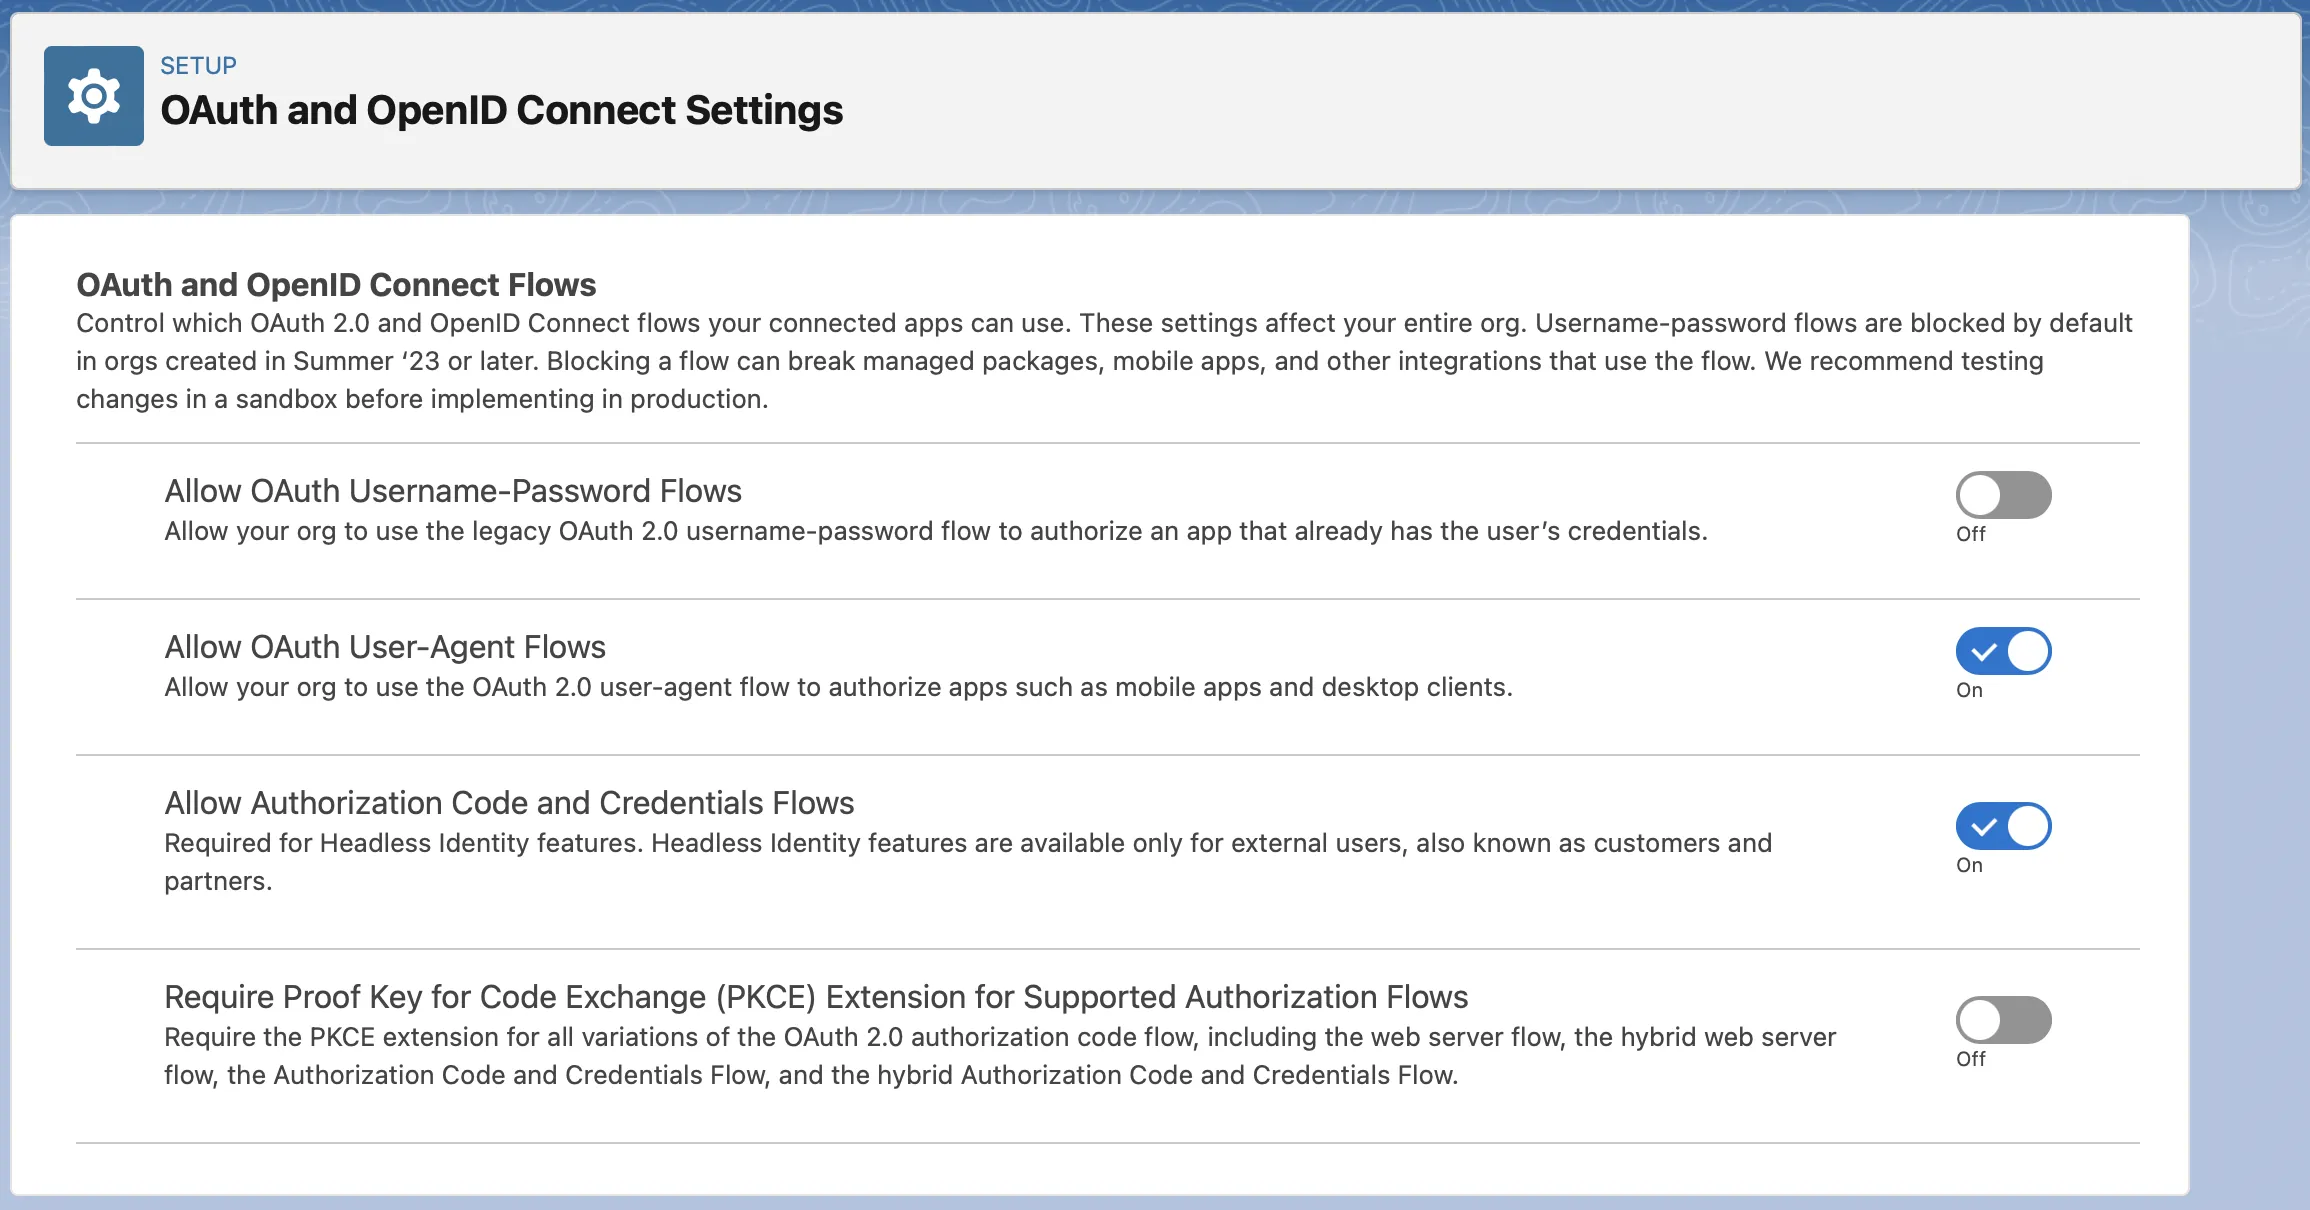 SETUP
OAuth and OpenID Connect Settings
OAuth and OpenID Connect Flows
Control which OAuth 2.0 and OpenID Connect flows your connected apps can use. These settings affect your entire org. Username-password flows are blocked by default
in orgs created in Summer ‘23 or later. Blocking a flow can break managed packages, mobile apps, and other integrations that use the flow. We recommend testing
changes in a sandbox before implementing in production.
Allow OAuth Username-Password Flows
Allow your org to use the legacy OAuth 2.0 username-password flow to authorize an app that already has the user’s credentials.
Off
Allow OAuth User-Agent Flows
Allow your org to use the OAuth 2.0 user-agent flow to authorize apps such as mobile apps and desktop clients.
On
Allow Authorization Code and Credentials Flows
Required for Headless Identity features. Headless Identity features are available only for external users, also known as customers and
partners.
On
Require Proof Key for Code Exchange (PKCE) Extension for Supported Authorization Flows
Require the PKCE extension for all variations of the OAuth 2.0 authorization code flow, including the web server flow, the hybrid web server
flow, the Authorization Code and Credentials Flow, and the hybrid Authorization Code and Credentials Flow.
Off